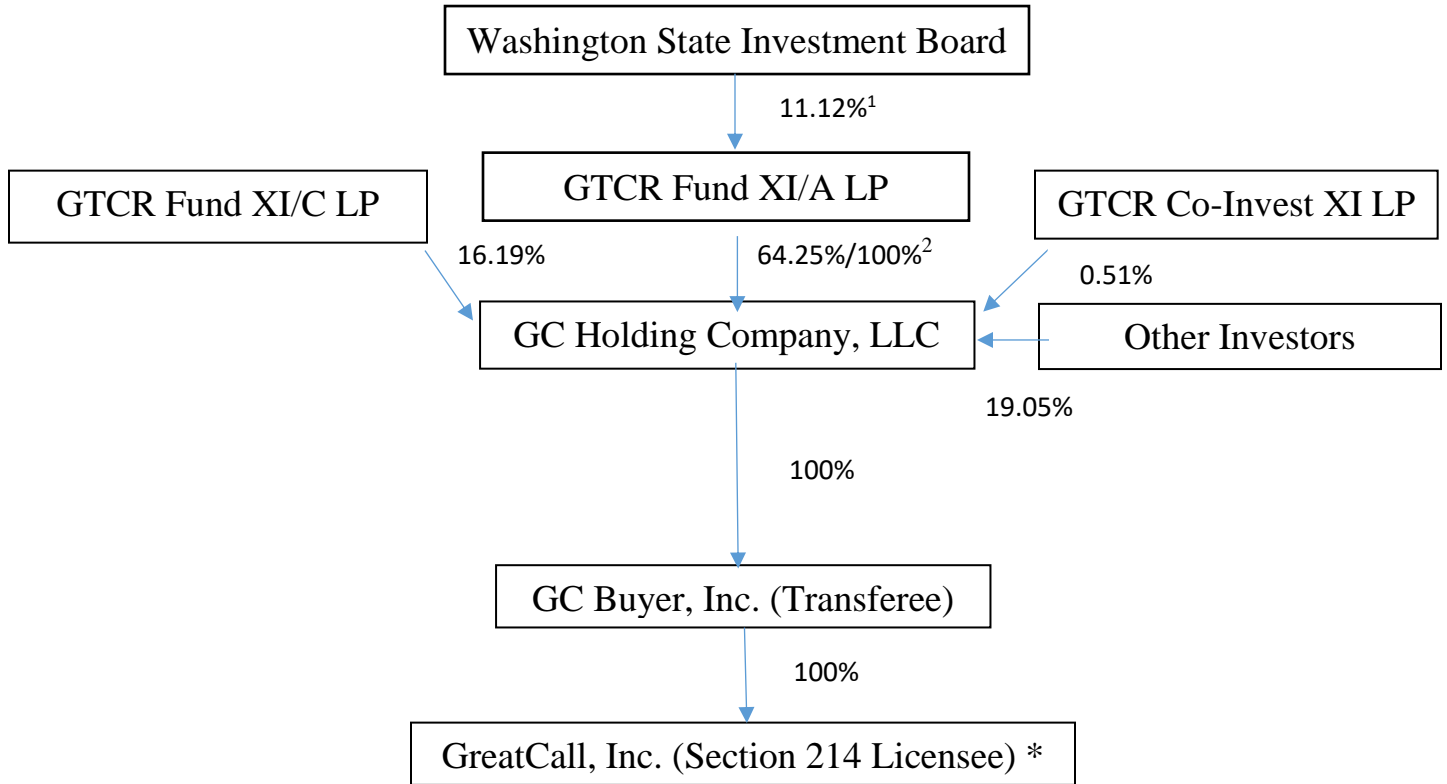 Washington State Investment Board
11.12%1
GTCR Fund XI/C LP
GTCR Fund XI/A LP
GTCR Co-Invest XI LP
16.19%
64.25%/100%2
0.51%
GC Holding Company, LLC
Other Investors
19.05%
100%
GC Buyer, Inc. (Transferee)
100%
GreatCall, Inc. (Section 214 Licensee) *